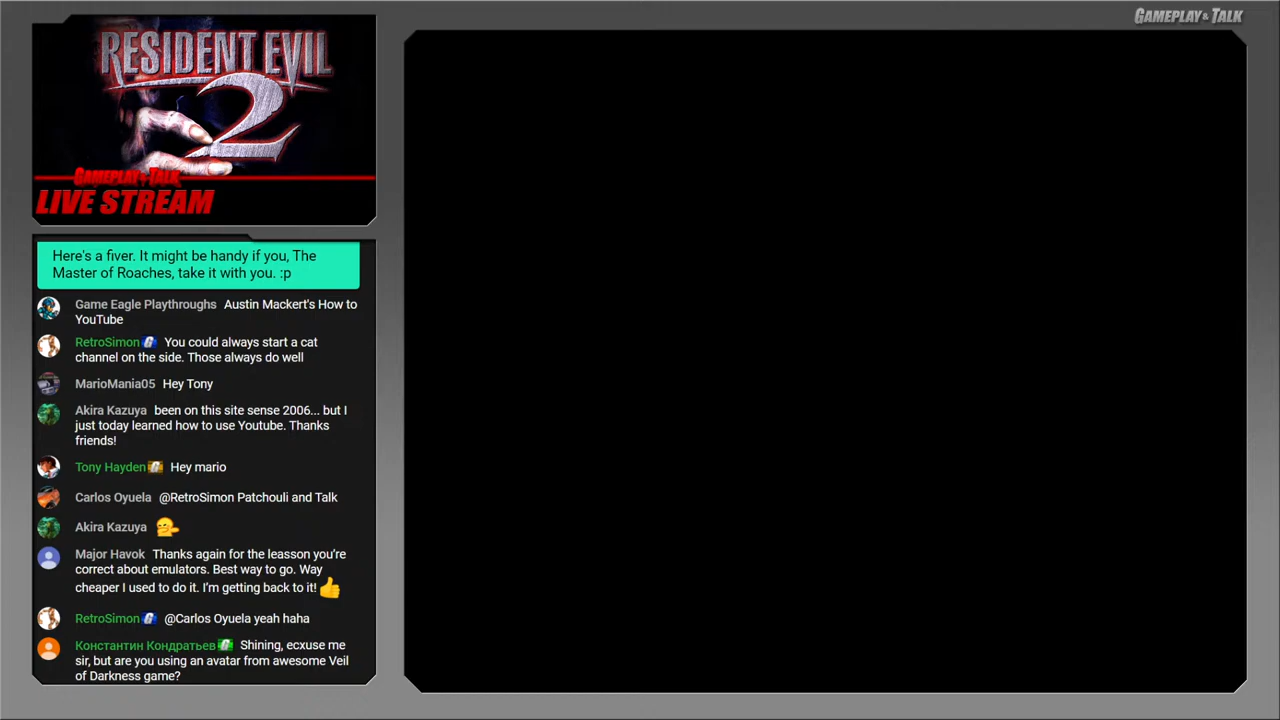 GAMEPLAY & TALK
RESIDENT EVIL
2
GAMEPLAY & TALK
LIVE STREAM
Here's a fiver. It might be handy if you, The
Master of Roaches, take it with you. :p
Game Eagle Playthroughs Austin Mackert's How to
YouTube
RetroSimon You could always start a cat
channel on the side. Those always do well
MarioMania05 Hey Tony
Akira Kazuya been on this site sense 2006... but I
just today learned how to use Youtube. Thanks
friends!
Tony Hayden Hey mario
Carlos Oyuela @RetroSimon Patchouli and Talk
Akira Kazuya
Major Havok Thanks again for the leasson you're
correct about emulators. Best way to go. Way
cheaper I used to do it. I'm getting back to it!
RetroSimon @Carlos Oyuela yeah haha
Константин Кондратьев Shining, ecxuse me
sir, but are you using an avatar from awesome Veil
of Darkness game?